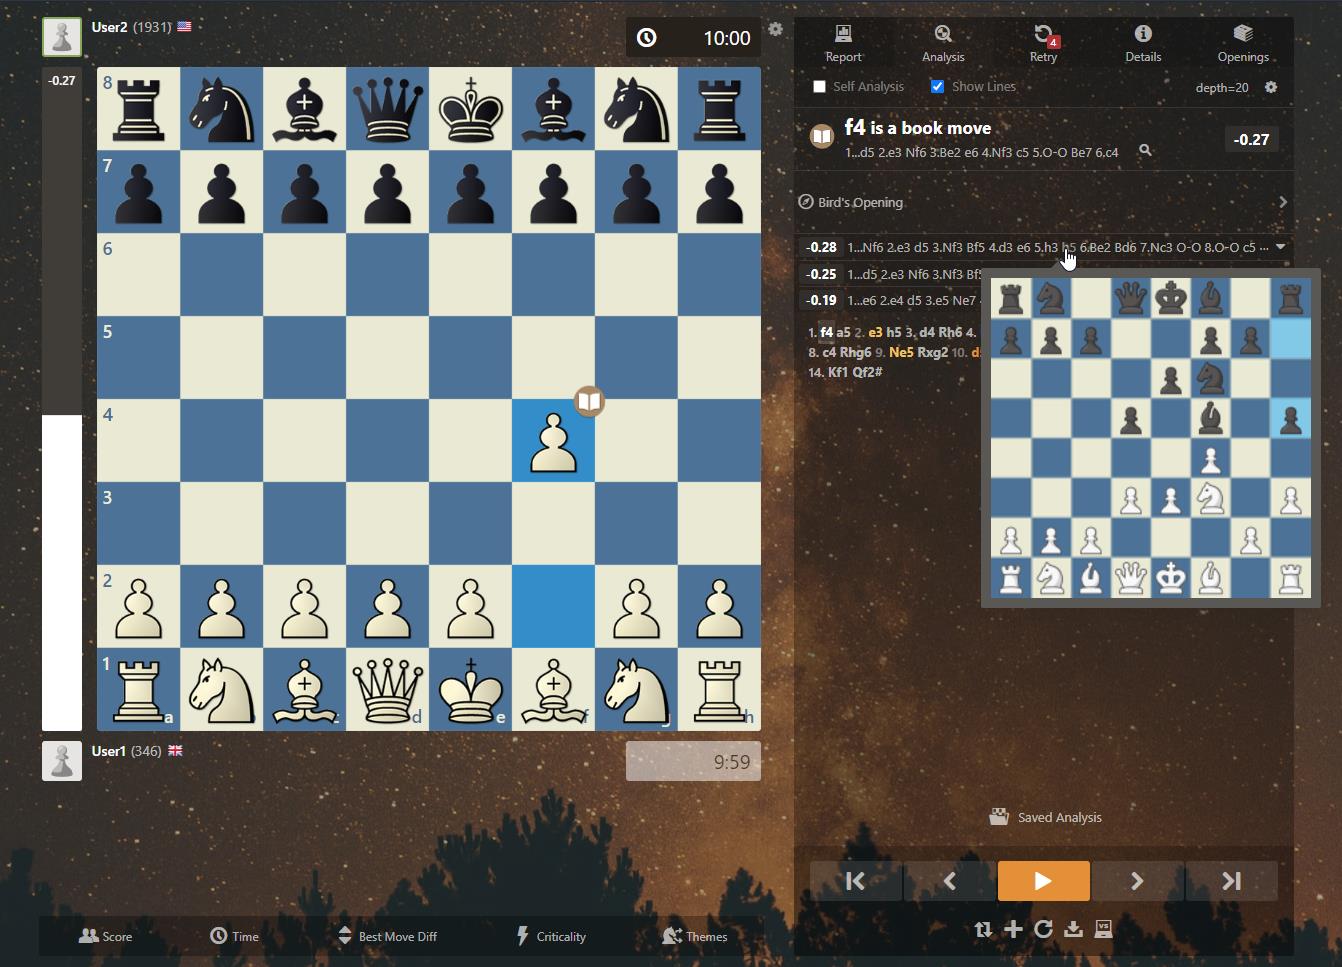 User2 (1931)
10:00
Report
Analysis
4
Retry
Details
Openings
Self Analysis
Show Lines
depth=20
f4 is a book move
1...d5 2.e3 Nf6 3.Be2 e6 4.Nf3 c5 5.O-O Be7 6.c4
-0.27
Bird's Opening
-0.28 1...Nf6 2.e3 d5 3.Nf3 Bf5 4.d3 e6 5.h3 h5 6.Be2 Bd6 7.Nc3 O-O 8.O-O c5 ...
-0.25 1...d5 2.e3 Nf6 3.Nf3
-0.19 1...e6 2.e4 d5 3.e5 Ne7
1. f4 a5 2. e3 h5 3. d4 Rh6 4.
8. c4 Rhg6 9. Ne5 Rxg2 10.
14. Kf1 Qf2#
-0.27
8
7
6
5
4
3
2
1
a
d
e
f
h
User1 (346)
9:59
Saved Analysis
Score
Time
Best Move Diff
Criticality
Themes
VS